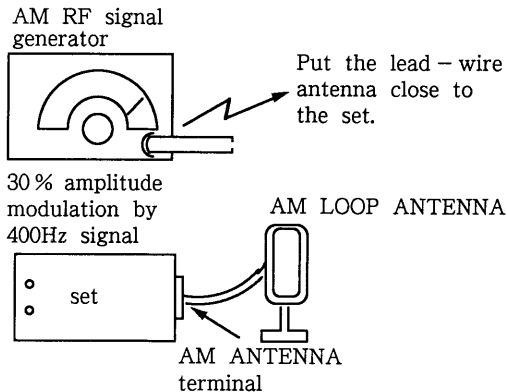 AM RF signal
generator
Put the lead – wire
antenna close to
the set.
30 % amplitude
modulation by
400Hz signal
AM LOOP ANTENNA
set
AM ANTENNA
terminal